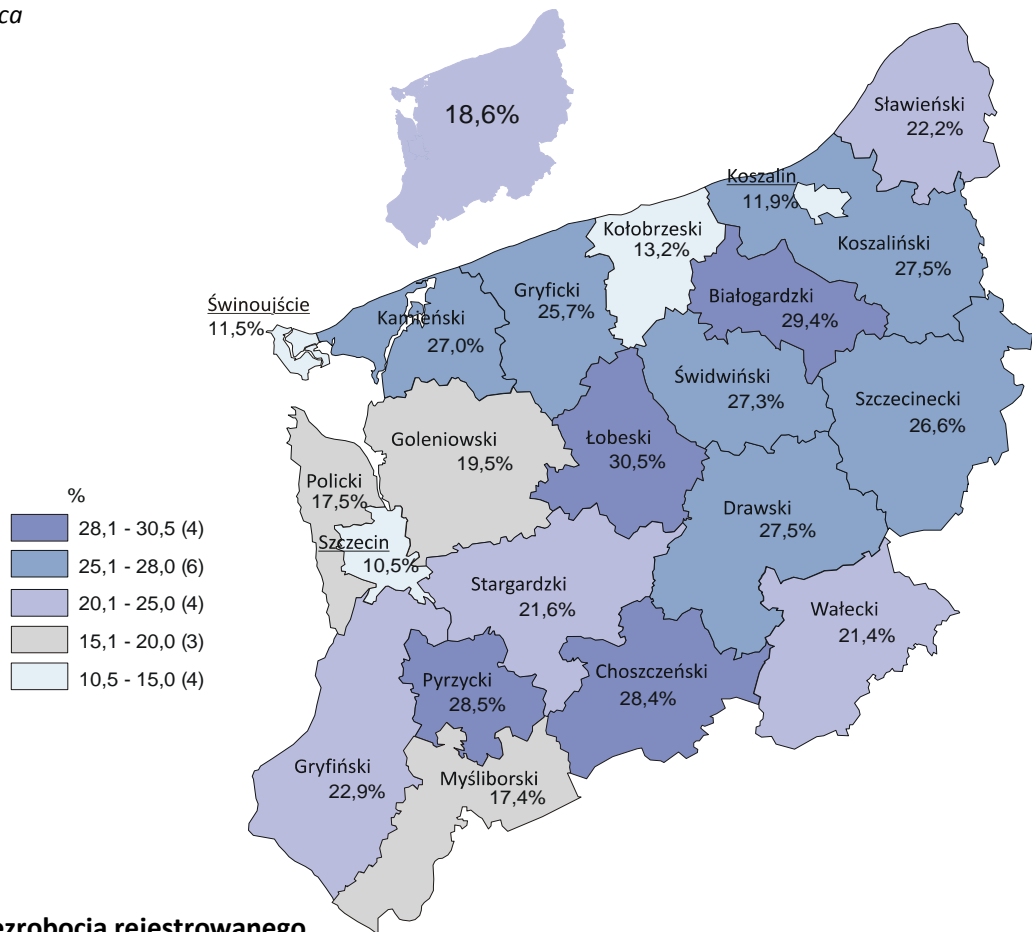 ca
18,6%
Sławieński
22,2%
Koszalin
11,9%
Kołobrzeski
13,2%
Koszaliński
27,5%
Białogardzki
29,4%
Gryficki
25,7%
Świnoujście
11,5%
Kamieński
27,0%
Świdwiński
27,3%
Szczecinecki
26,6%
Goleniowski
19,5%
Łobeski
30,5%
Policki
17,5%
Drawski
27,5%
Szczecin
10,5%
Stargardzki
21,6%
Wałecki
21,4%
Choszczeński
28,4%
Pyrzycki
28,5%
Gryfiński
22,9%
Myśliborski
17,4%
%
28,1 - 30,5 (4)
25,1 - 28,0 (6)
20,1 - 25,0 (4)
15,1 - 20,0 (3)
10,5 - 15,0 (4)
ezrobocia rejestrowanego